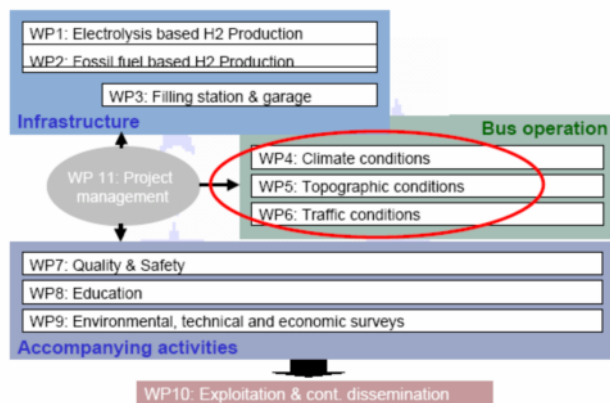 WP1: Electrolysis based H2 Production
WP2: Fossil fuel based H2 Production
WP3: Filling station & garage
Infrastructure
Bus operation
WP4: Climate conditions
WP 11: Project
management
WP5: Topographic conditions
WP6: Traffic conditions
WP7: Quality & Safety
WP8: Education
WP9: Environmental, technical and economic surveys
Accompanying activities
WP10: Exploitation & cont. dissemination